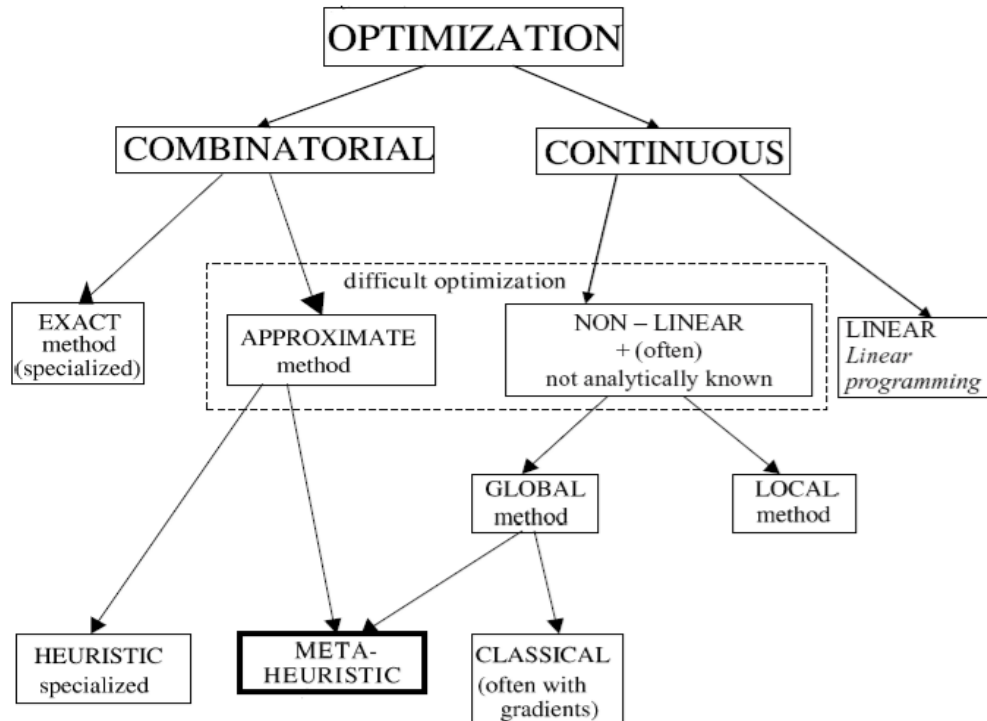 OPTIMIZATION
COMBINATORIAL
CONTINUOUS
difficult optimization
EXACT
method
(specialized)
APPROXIMATE
method
NON – LINEAR
+ (often)
not analytically known
LINEAR
Linear
programming
GLOBAL
method
LOCAL
method
HEURISTIC
specialized
META-
HEURISTIC
CLASSICAL
(often with
gradients)